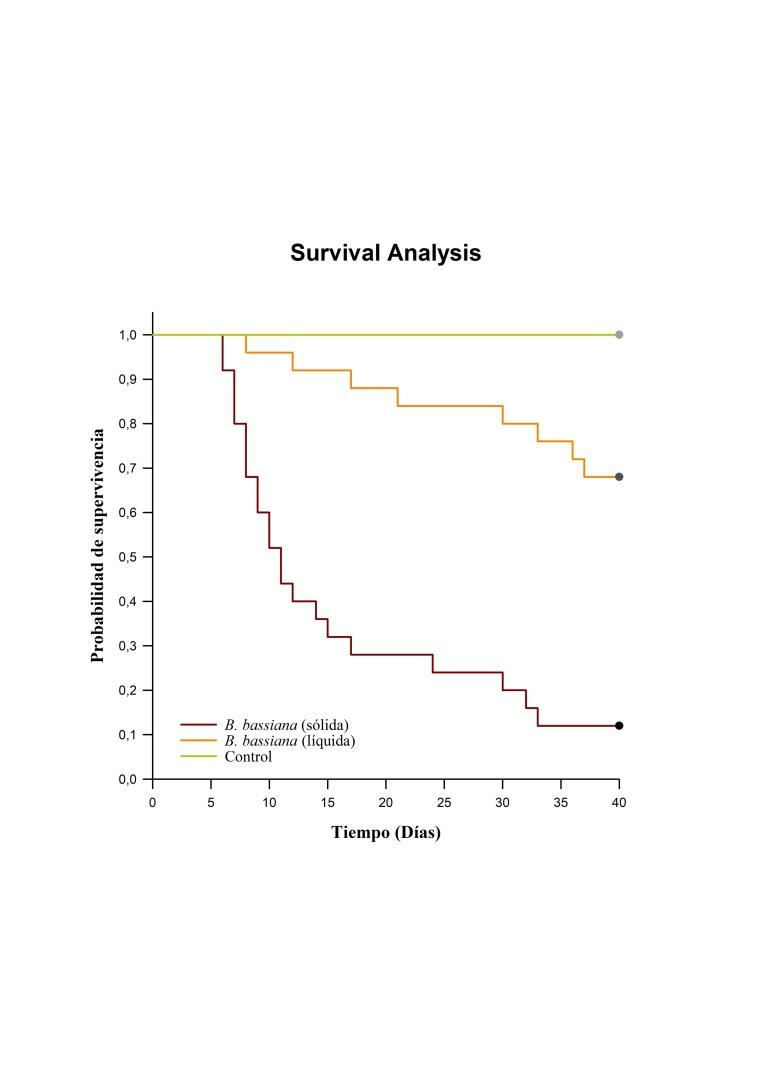 Survival Analysis
Probabilidad de supervivencia
1,0
0,9
0,8
0,7
0,6
0,5
0,4
0,3
0,2
0,1
0,0
B. bassiana (sólida)
B. bassiana (líquida)
Control
0 5 10 15 20 25 30 35 40
Tiempo (Días)